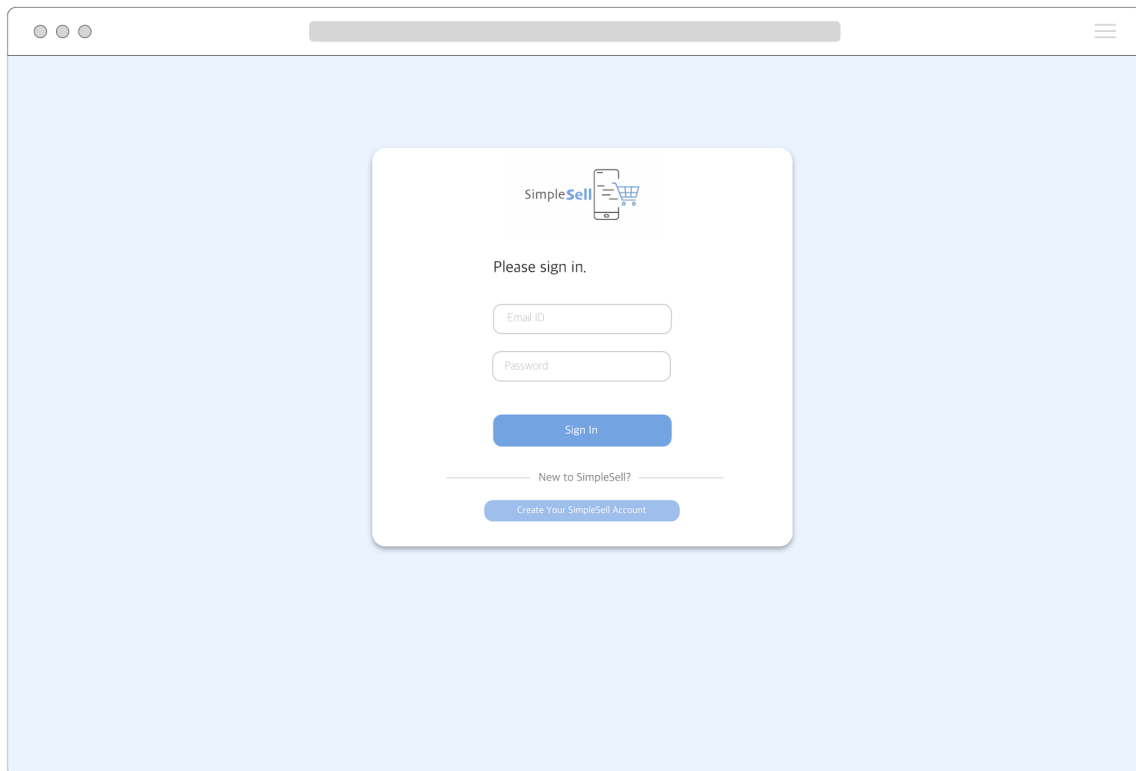 SimpleSell
Please sign in.
Email ID
Password
Sign In
New to SimpleSell?
Create Your SimpleSell Account